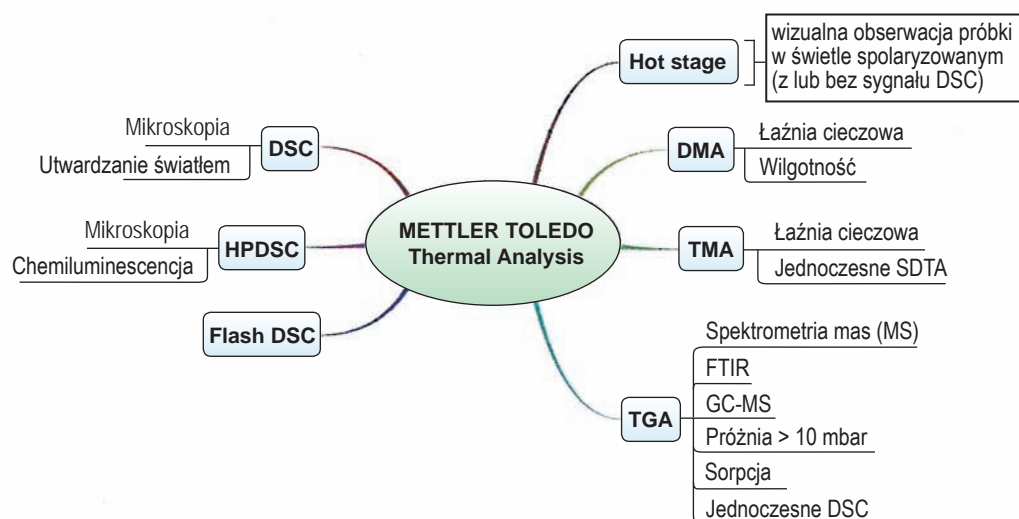 Hot stage
wizualna obserwacja próbki
w świetle spolaryzowanym
(z lub bez sygnału DSC)
Mikroskopia
Utwardzanie światłem
DSC
DMA
Łaźnia cieczowa
Wilgotność
METTLER TOLEDO
Thermal Analysis
Mikroskopia
Chemiluminescencja
HPDSC
TMA
Łaźnia cieczowa
Jednoczesne SDTA
Flash DSC
TGA
Spektrometria mas (MS)
FTIR
GC-MS
Próżnia > 10 mbar
Sorpcja
Jednoczesne DSC